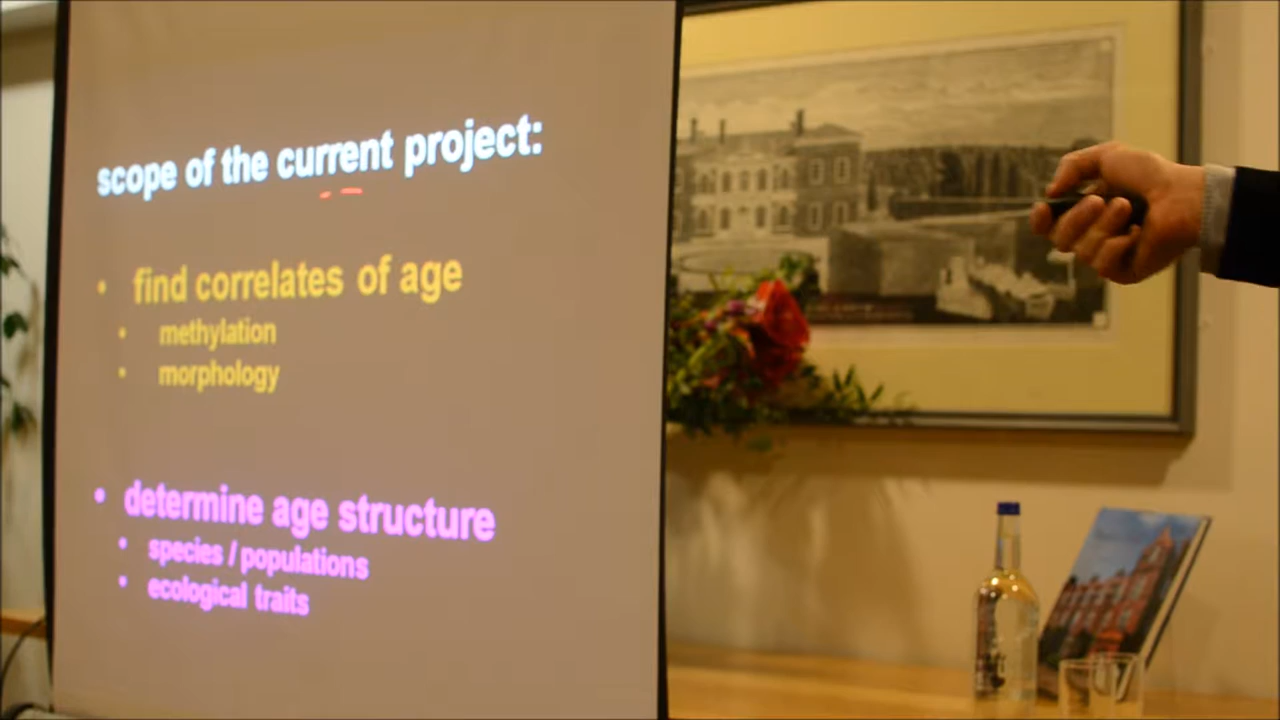 scope of the current project:
• find correlates of age
• methylation
• morphology
• determine age structure
• species / populations
• ecological traits